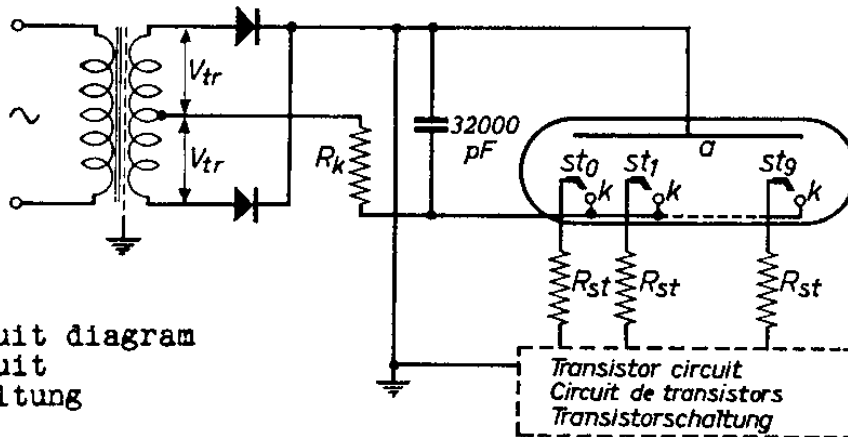 V_tr
V_tr
R_k
32000
pF
a
st_0 st_1 st_9
k k k
R_st R_st R_st
uit diagram
uit
ltung
Transistor circuit
Circuit de transistors
Transistorschaltung